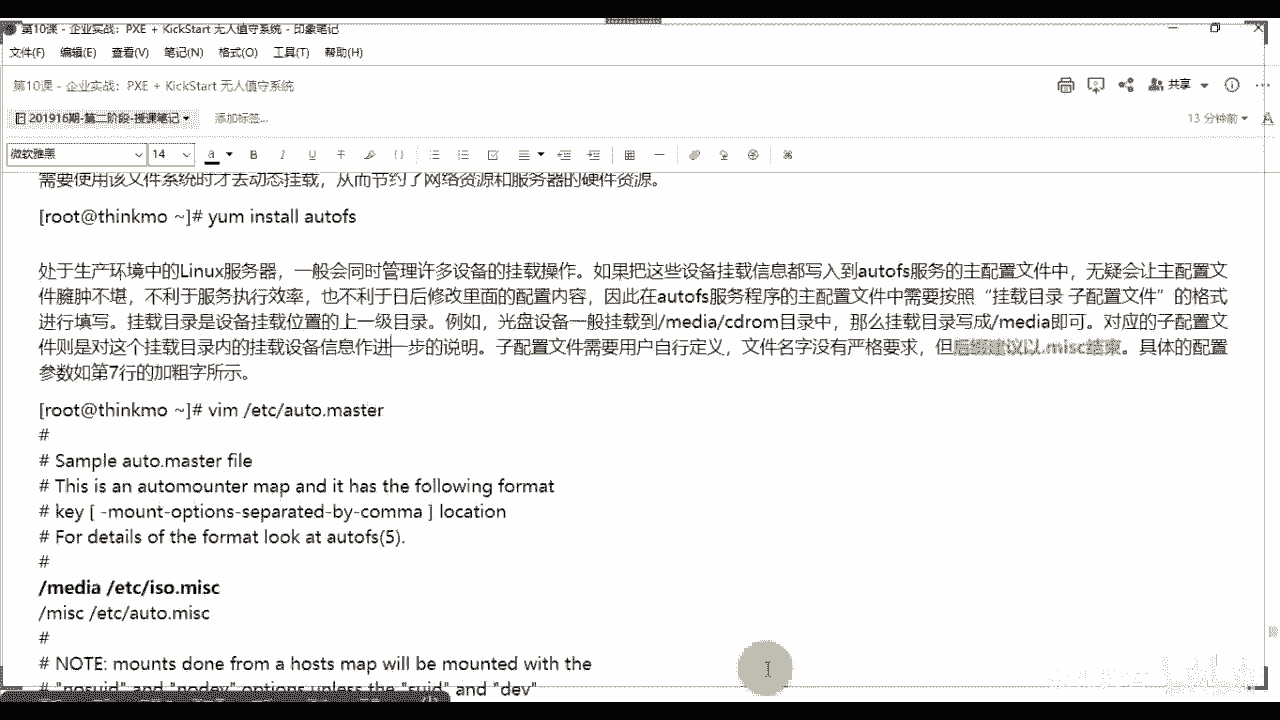 第10课 - 企业实战：PXE + KickStart 无人值守系统 - 印象笔记
文件(F) 编辑(E) 查看(V) 笔记(N) 格式(O) 工具(T) 帮助(H)
第10课 - 企业实战：PXE + KickStart 无人值守系统
共享
201916期-第二阶段-授课笔记 添加标签...
13 分钟前
微软雅黑 14
需要使用该文件系统时才去动态挂载，从而节约了网络资源和服务器的硬件资源。
[root@thinkmo ~]# yum install autofs
处于生产环境中的Linux服务器，一般会同时管理许多设备的挂载操作。如果把这些设备挂载信息都写入到autofs服务的主配置文件中，无疑会让主配置文
件臃肿不堪，不利于服务执行效率，也不利于日后修改里面的配置内容，因此在autofs服务程序的主配置文件中需要按照“挂载目录 子配置文件”的格式
进行填写。挂载目录是设备挂载位置的上一级目录。例如，光盘设备一般挂载到/media/cdrom目录中，那么挂载目录写成/media即可。对应的子配置文
件则是对这个挂载目录内的挂载设备信息作进一步的说明。子配置文件需要用户自行定义，文件名字没有严格要求，但后缀建议以.misc结束。具体的配置
参数如第7行的加粗字所示。
[root@thinkmo ~]# vim /etc/auto.master
#
# Sample auto.master file
# This is an automounter map and it has the following format
# key [ -mount-options-separated-by-comma ] location
# For details of the format look at autofs(5).
#
/media /etc/iso.misc
/misc /etc/auto.misc
#
# NOTE: mounts done from a hosts map will be mounted with the
# "nosuid" and "nodev" options unless the "suid" and "dev"